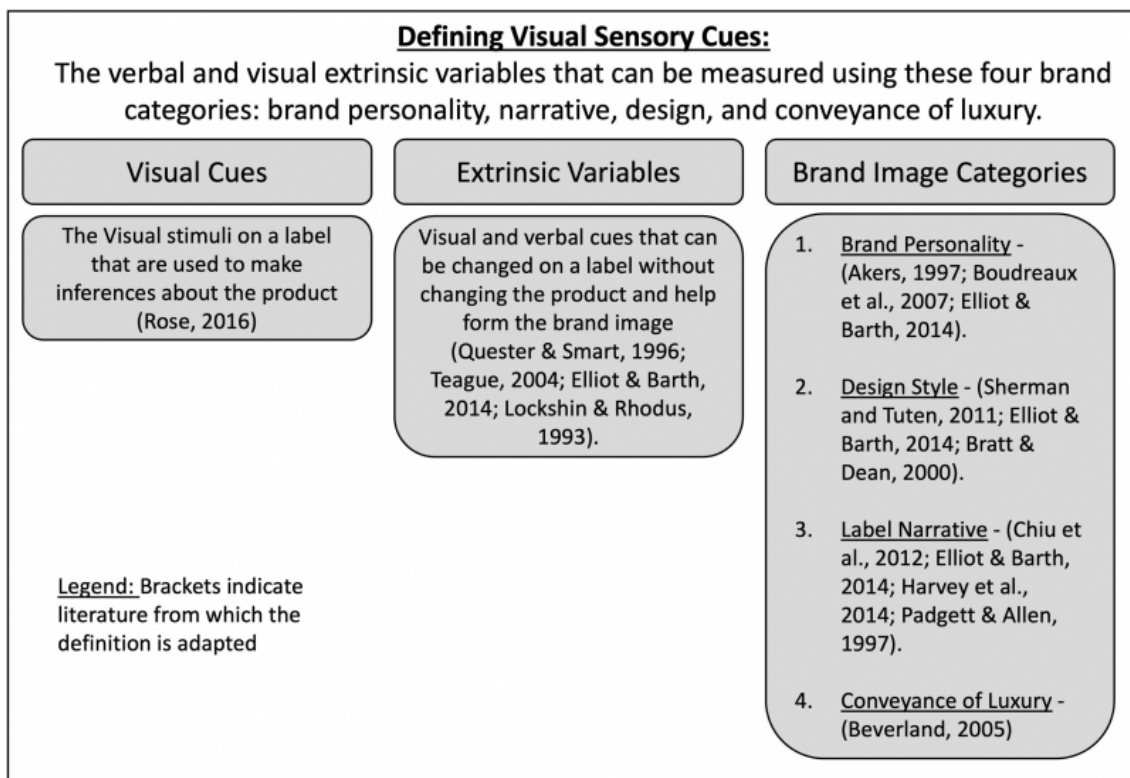 Defining Visual Sensory Cues:
The verbal and visual extrinsic variables that can be measured using these four brand
categories: brand personality, narrative, design, and conveyance of luxury.
Visual Cues
The Visual stimuli on a label
that are used to make
inferences about the product
(Rose, 2016)
Extrinsic Variables
Visual and verbal cues that can
be changed on a label without
changing the product and help
form the brand image
(Quester & Smart, 1996;
Teague, 2004; Elliot & Barth,
2014; Lockshin & Rhodus,
1993).
Brand Image Categories
1. Brand Personality -
(Akers, 1997; Boudreaux
et al., 2007; Elliot &
Barth, 2014).
2. Design Style - (Sherman
and Tuten, 2011; Elliot &
Barth, 2014; Bratt &
Dean, 2000).
3. Label Narrative - (Chiu et
al., 2012; Elliot & Barth,
2014; Harvey et al.,
2014; Padgett & Allen,
1997).
4. Conveyance of Luxury -
(Beverland, 2005)
Legend: Brackets indicate
literature from which the
definition is adapted